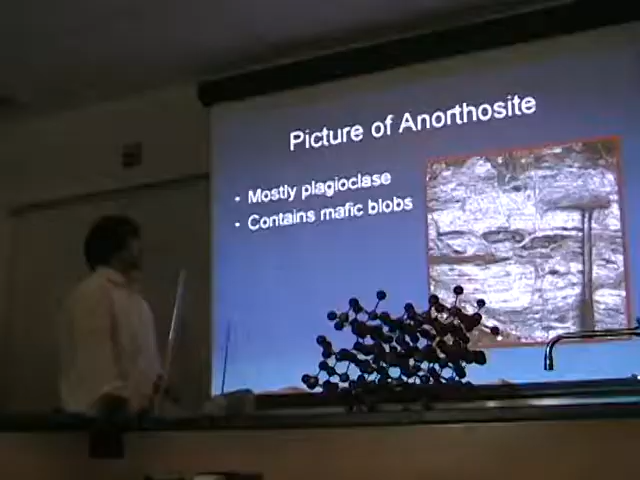 Picture of Anorthosite
• Mostly plagioclase
• Contains mafic blobs